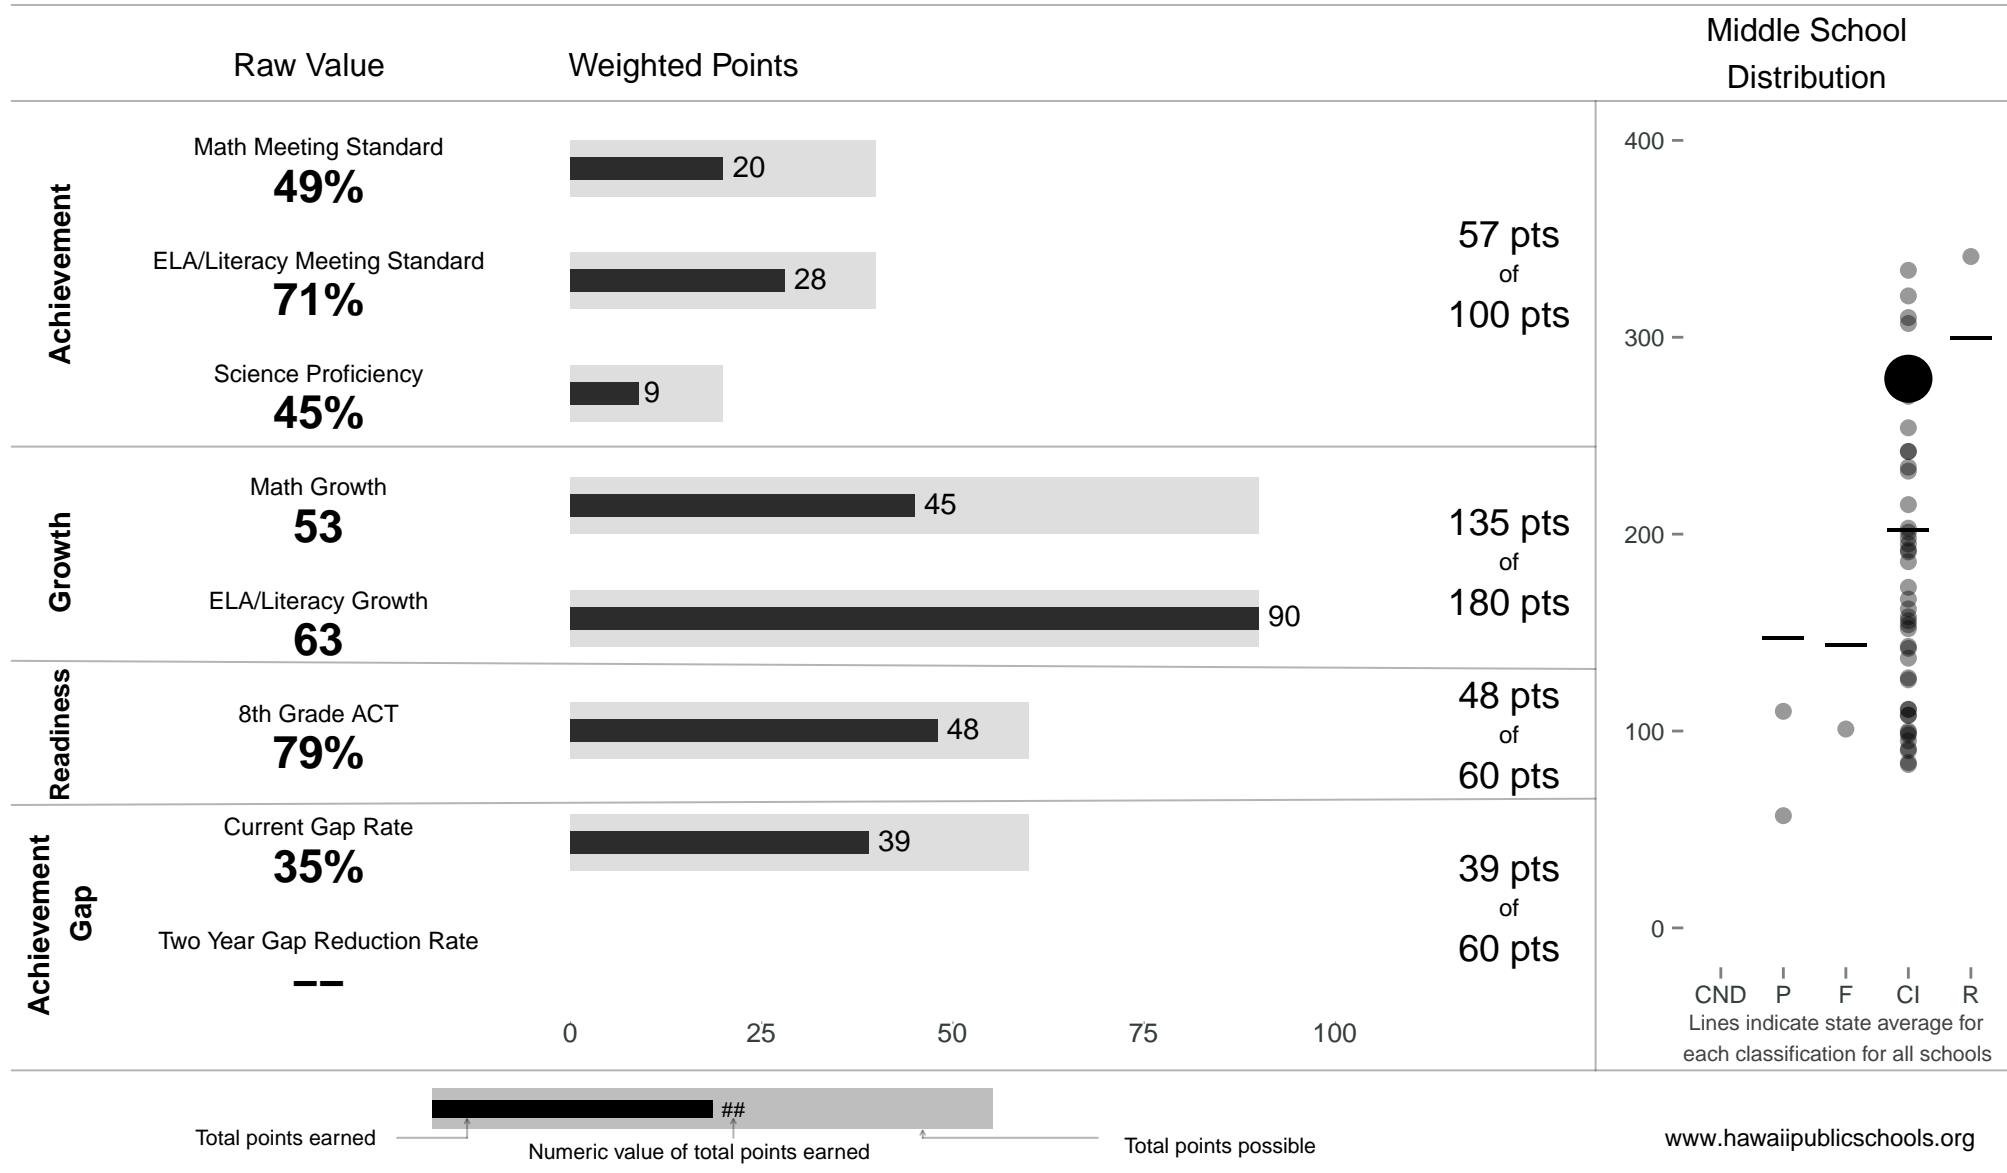 Raw Value
Weighted Points
Middle School
Distribution
Achievement
Math Meeting Standard
49%
20
ELA/Literacy Meeting Standard
71%
28
Science Proficiency
45%
9
57 pts
of
100 pts
Growth
Math Growth
53
45
ELA/Literacy Growth
63
90
135 pts
of
180 pts
Readiness
8th Grade ACT
79%
48
48 pts
of
60 pts
Achievement
Gap
Current Gap Rate
35%
39
Two Year Gap Reduction Rate
––
39 pts
of
60 pts
0 25 50 75 100
400
300
200
100
0
CND P F CI R
Lines indicate state average for
each classification for all schools
##
Total points earned
Numeric value of total points earned
Total points possible
www.hawaiipublicschools.org